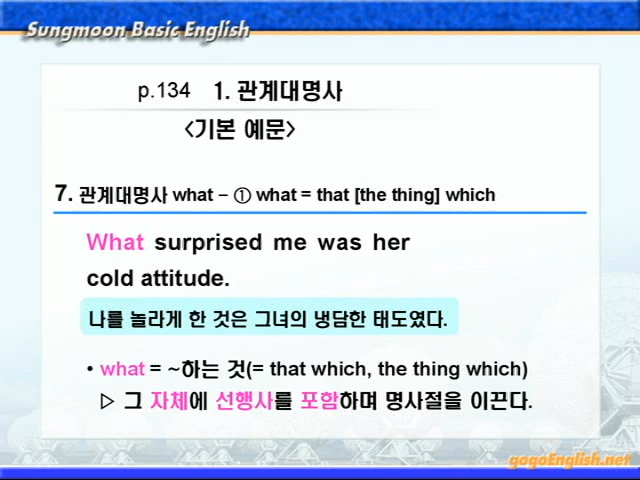 Sungmoon Basic English
p.134 1. 관계대명사
<기본 예문>
7. 관계대명사 what – ① what = that [the thing] which
What surprised me was her
cold attitude.
나를 놀라게 한 것은 그녀의 냉담한 태도였다.
• what = ~하는 것(= that which, the thing which)
▷ 그 자체에 선행사를 포함하며 명사절을 이끈다.
gogoEnglish.net